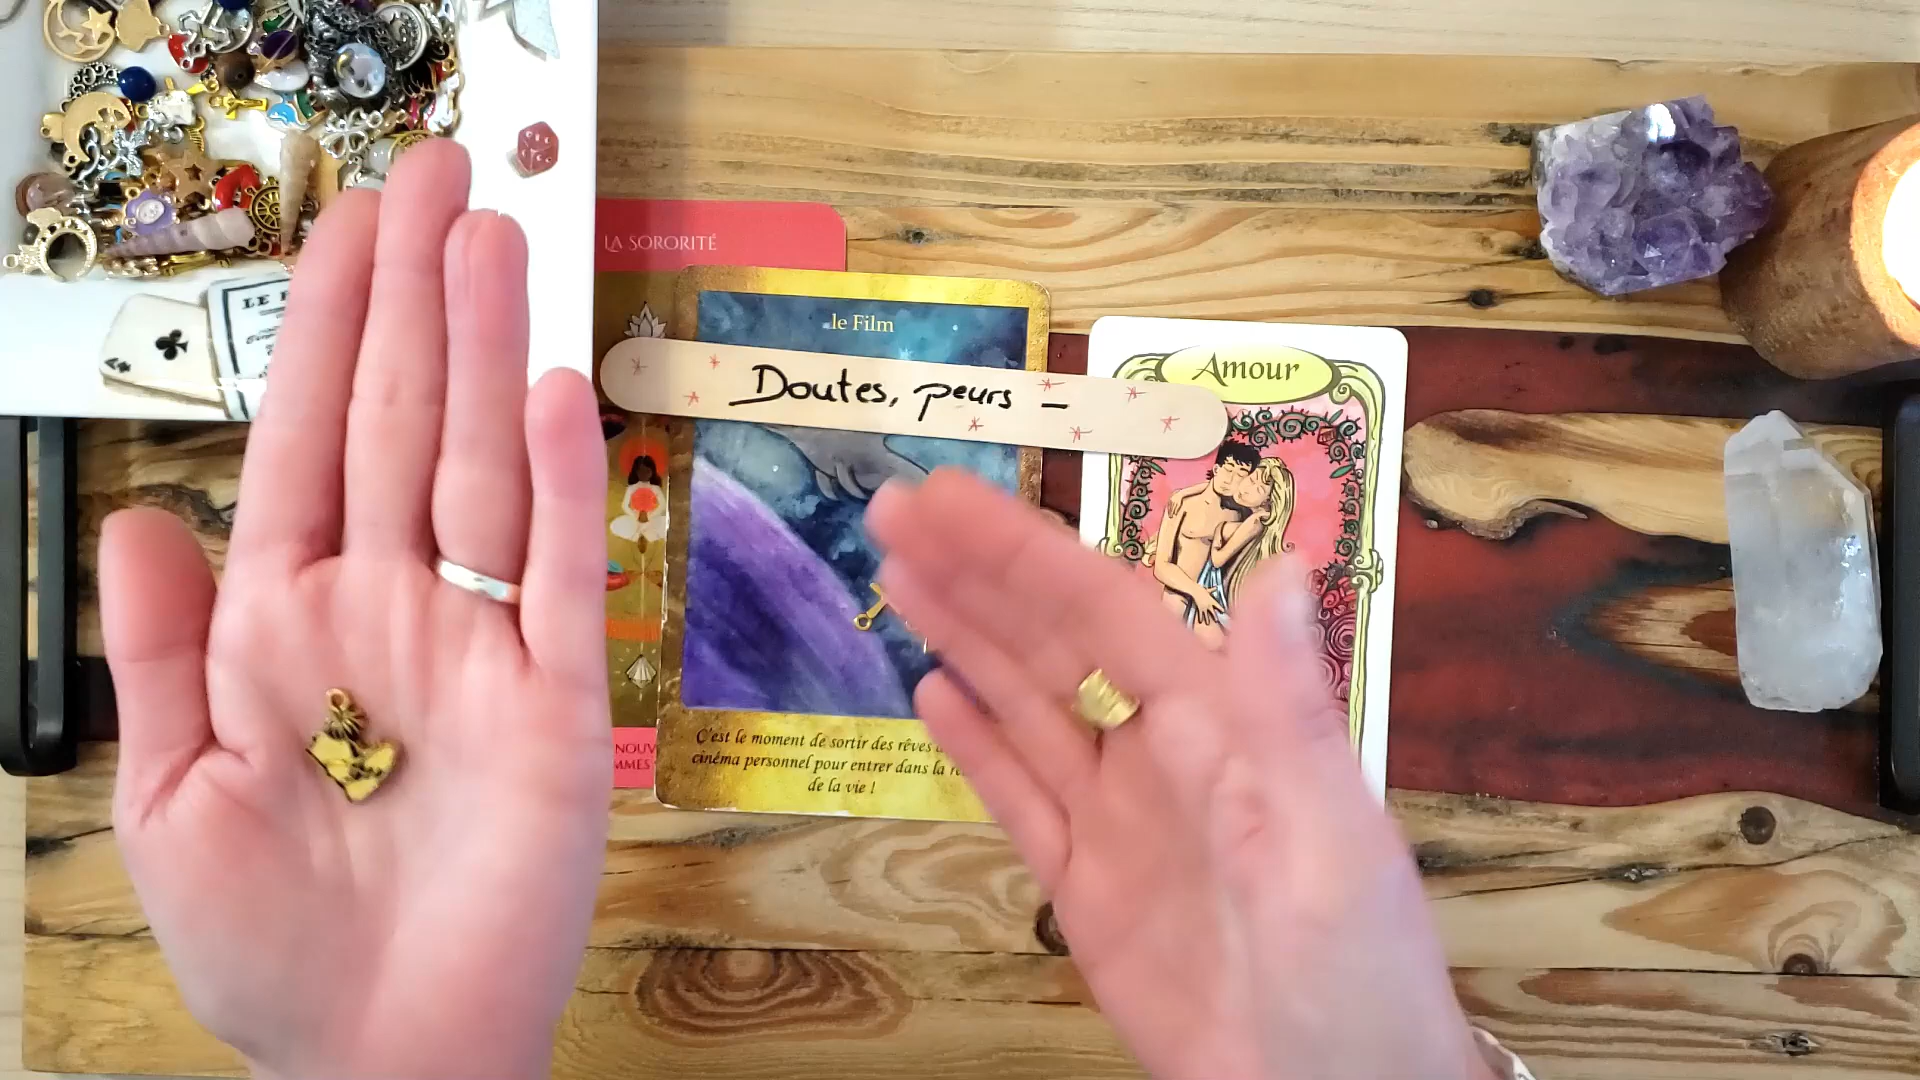 LA SORORITÉ
le Film
Doutes, peurs -
Amour
C'est le moment de sortir des rêves
cinéma personnel pour entrer dans la
de la vie !